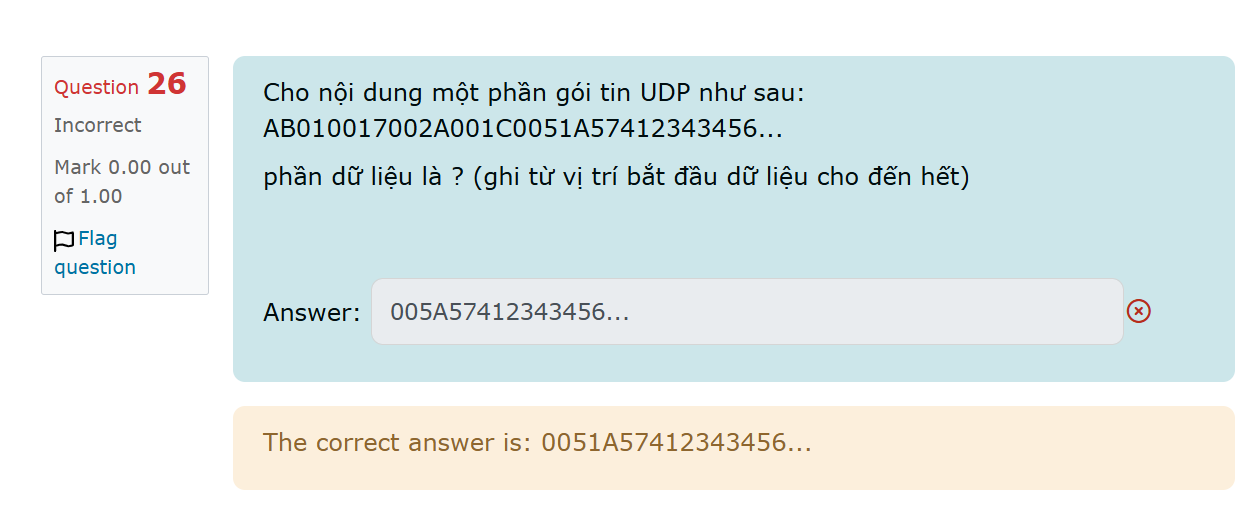 Question 26
Incorrect
Mark 0.00 out
of 1.00
Flag
question
Cho nội dung một phần gói tin UDP như sau:
AB010017002A001C0051A57412343456...
phần dữ liệu là ? (ghi từ vị trí bắt đầu dữ liệu cho đến hết)
Answer: 005A57412343456...
The correct answer is: 0051A57412343456...